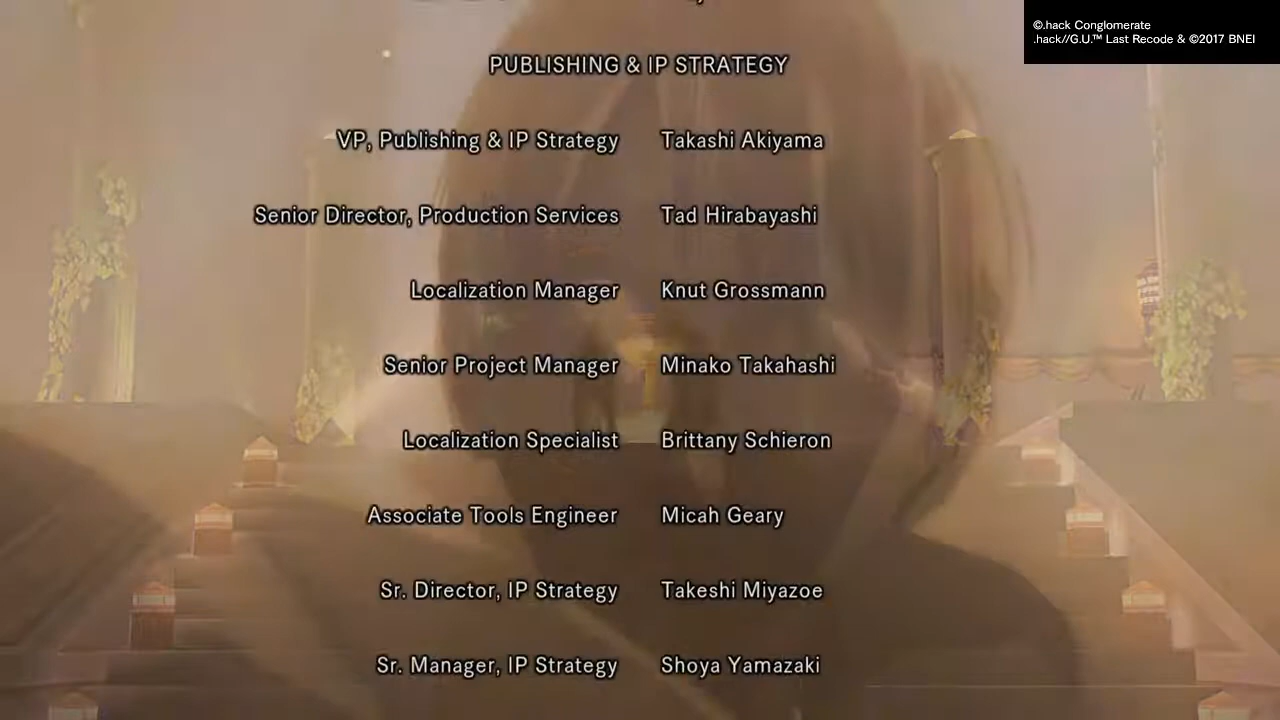 ©.hack Conglomerate
.hack//G.U.™ Last Recode & ©2017 BNEI
PUBLISHING & IP STRATEGY
VP, Publishing & IP Strategy Takashi Akiyama
Senior Director, Production Services Tad Hirabayashi
Localization Manager Knut Grossmann
Senior Project Manager Minako Takahashi
Localization Specialist Brittany Schieron
Associate Tools Engineer Micah Geary
Sr. Director, IP Strategy Takeshi Miyazoe
Sr. Manager, IP Strategy Shoya Yamazaki